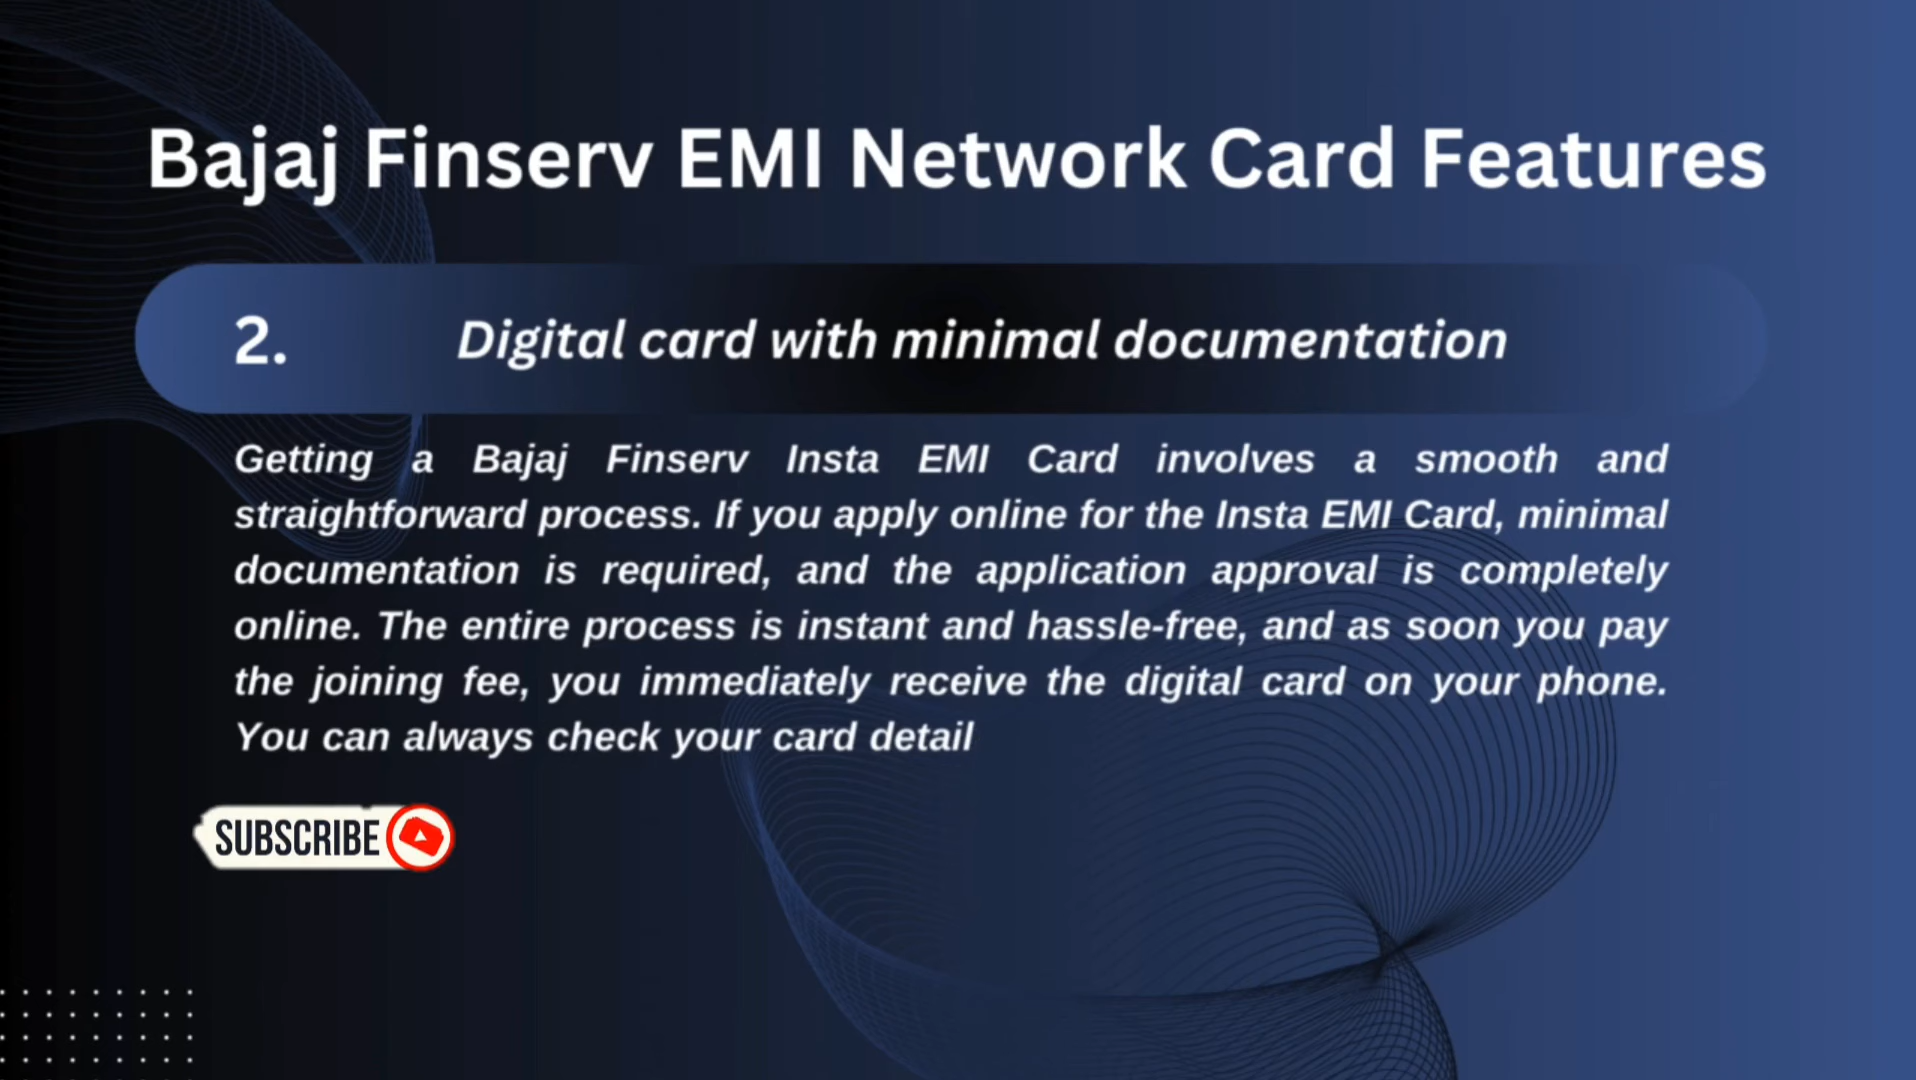 Bajaj Finserv EMI Network Card Features
2. Digital card with minimal documentation
Getting a Bajaj Finserv Insta EMI Card involves a smooth and
straightforward process. If you apply online for the Insta EMI Card, minimal
documentation is required, and the application approval is completely
online. The entire process is instant and hassle-free, and as soon you pay
the joining fee, you immediately receive the digital card on your phone.
You can always check your card detail
SUBSCRIBE